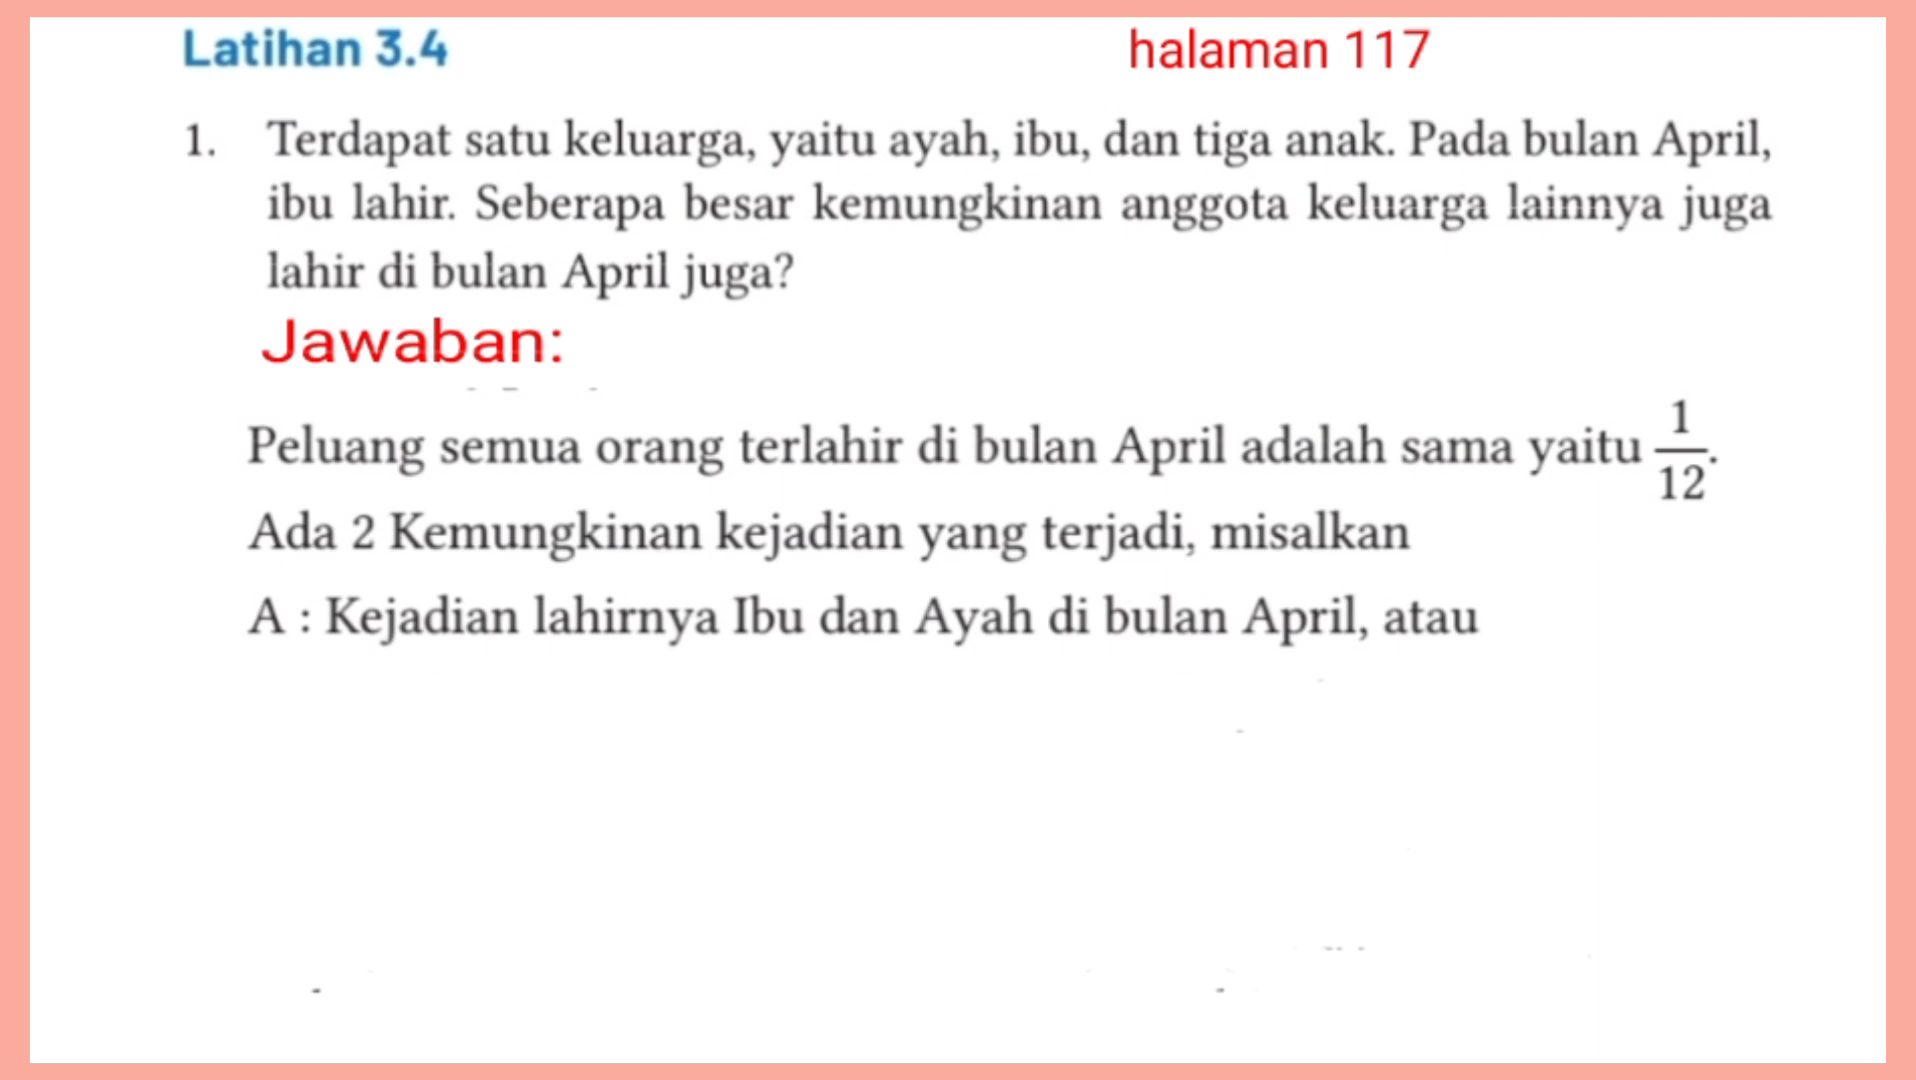 Latihan 3.4
halaman 117
1. Terdapat satu keluarga, yaitu ayah, ibu, dan tiga anak. Pada bulan April,
ibu lahir. Seberapa besar kemungkinan anggota keluarga lainnya juga
lahir di bulan April juga?
Jawaban:
Peluang semua orang terlahir di bulan April adalah sama yaitu 1/12.
Ada 2 Kemungkinan kejadian yang terjadi, misalkan
A : Kejadian lahirnya Ibu dan Ayah di bulan April, atau